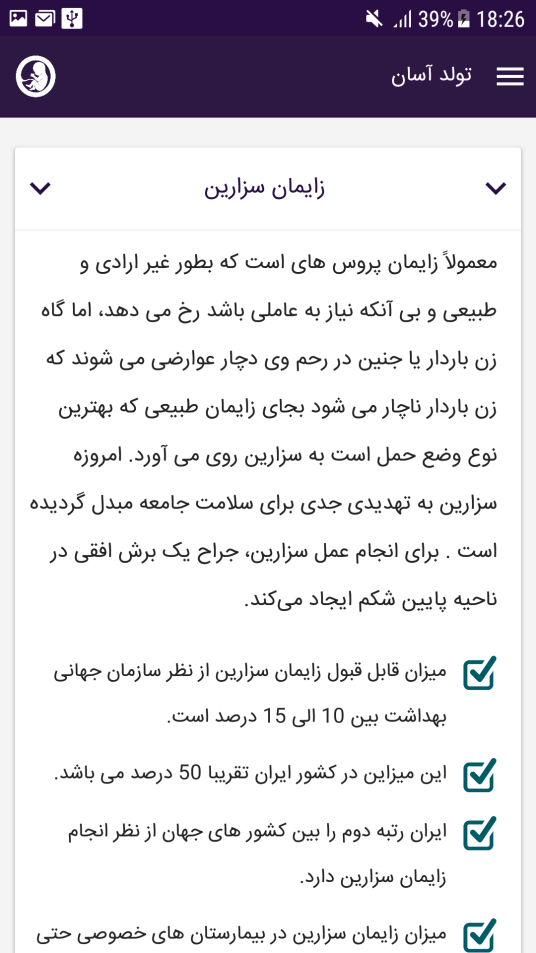 39% 18:26
تولد آسان
زایمان سزارین
معمولاً زایمان پروس های است که بطور غیر ارادی و
طبیعی و بی آنکه نیاز به عاملی باشد رخ می دهد، اما گاه
زن باردار یا جنین در رحم وی دچار عوارضی می شوند که
زن باردار ناچار می شود بجای زایمان طبیعی که بهترین
نوع وضع حمل است به سزارین روی می آورد. امروزه
سزارین به تهدیدی جدی برای سلامت جامعه مبدل گردیده
است . برای انجام عمل سزارین، جراح یک برش افقی در
ناحیه پایین شکم ایجاد می‌کند.
میزان قابل قبول زایمان سزارین از نظر سازمان جهانی
بهداشت بین 10 الی 15 درصد است.
این میزاین در کشور ایران تقریبا 50 درصد می باشد.
ایران رتبه دوم را بین کشور های جهان از نظر انجام
زایمان سزارین دارد.
میزان زایمان سزارین در بیمارستان های خصوصی حتی